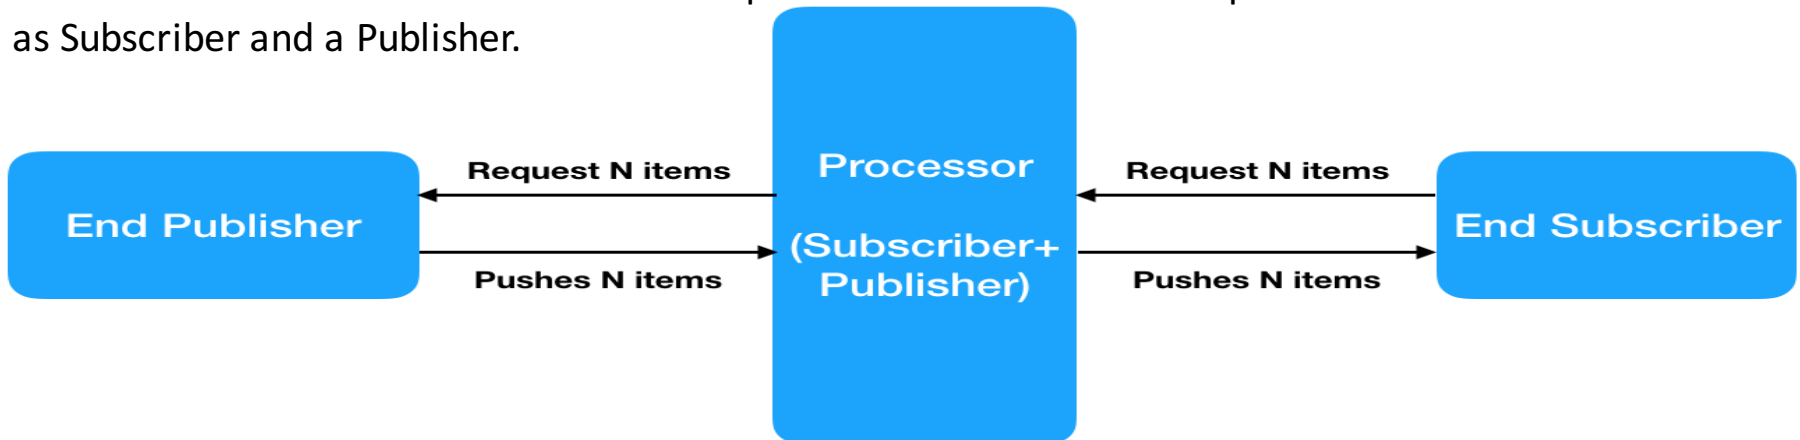 as Subscriber and a Publisher.
Request N items
Processor
Request N items
End Publisher
End Subscriber
(Subscriber+
Publisher)
Pushes N items
Pushes N items